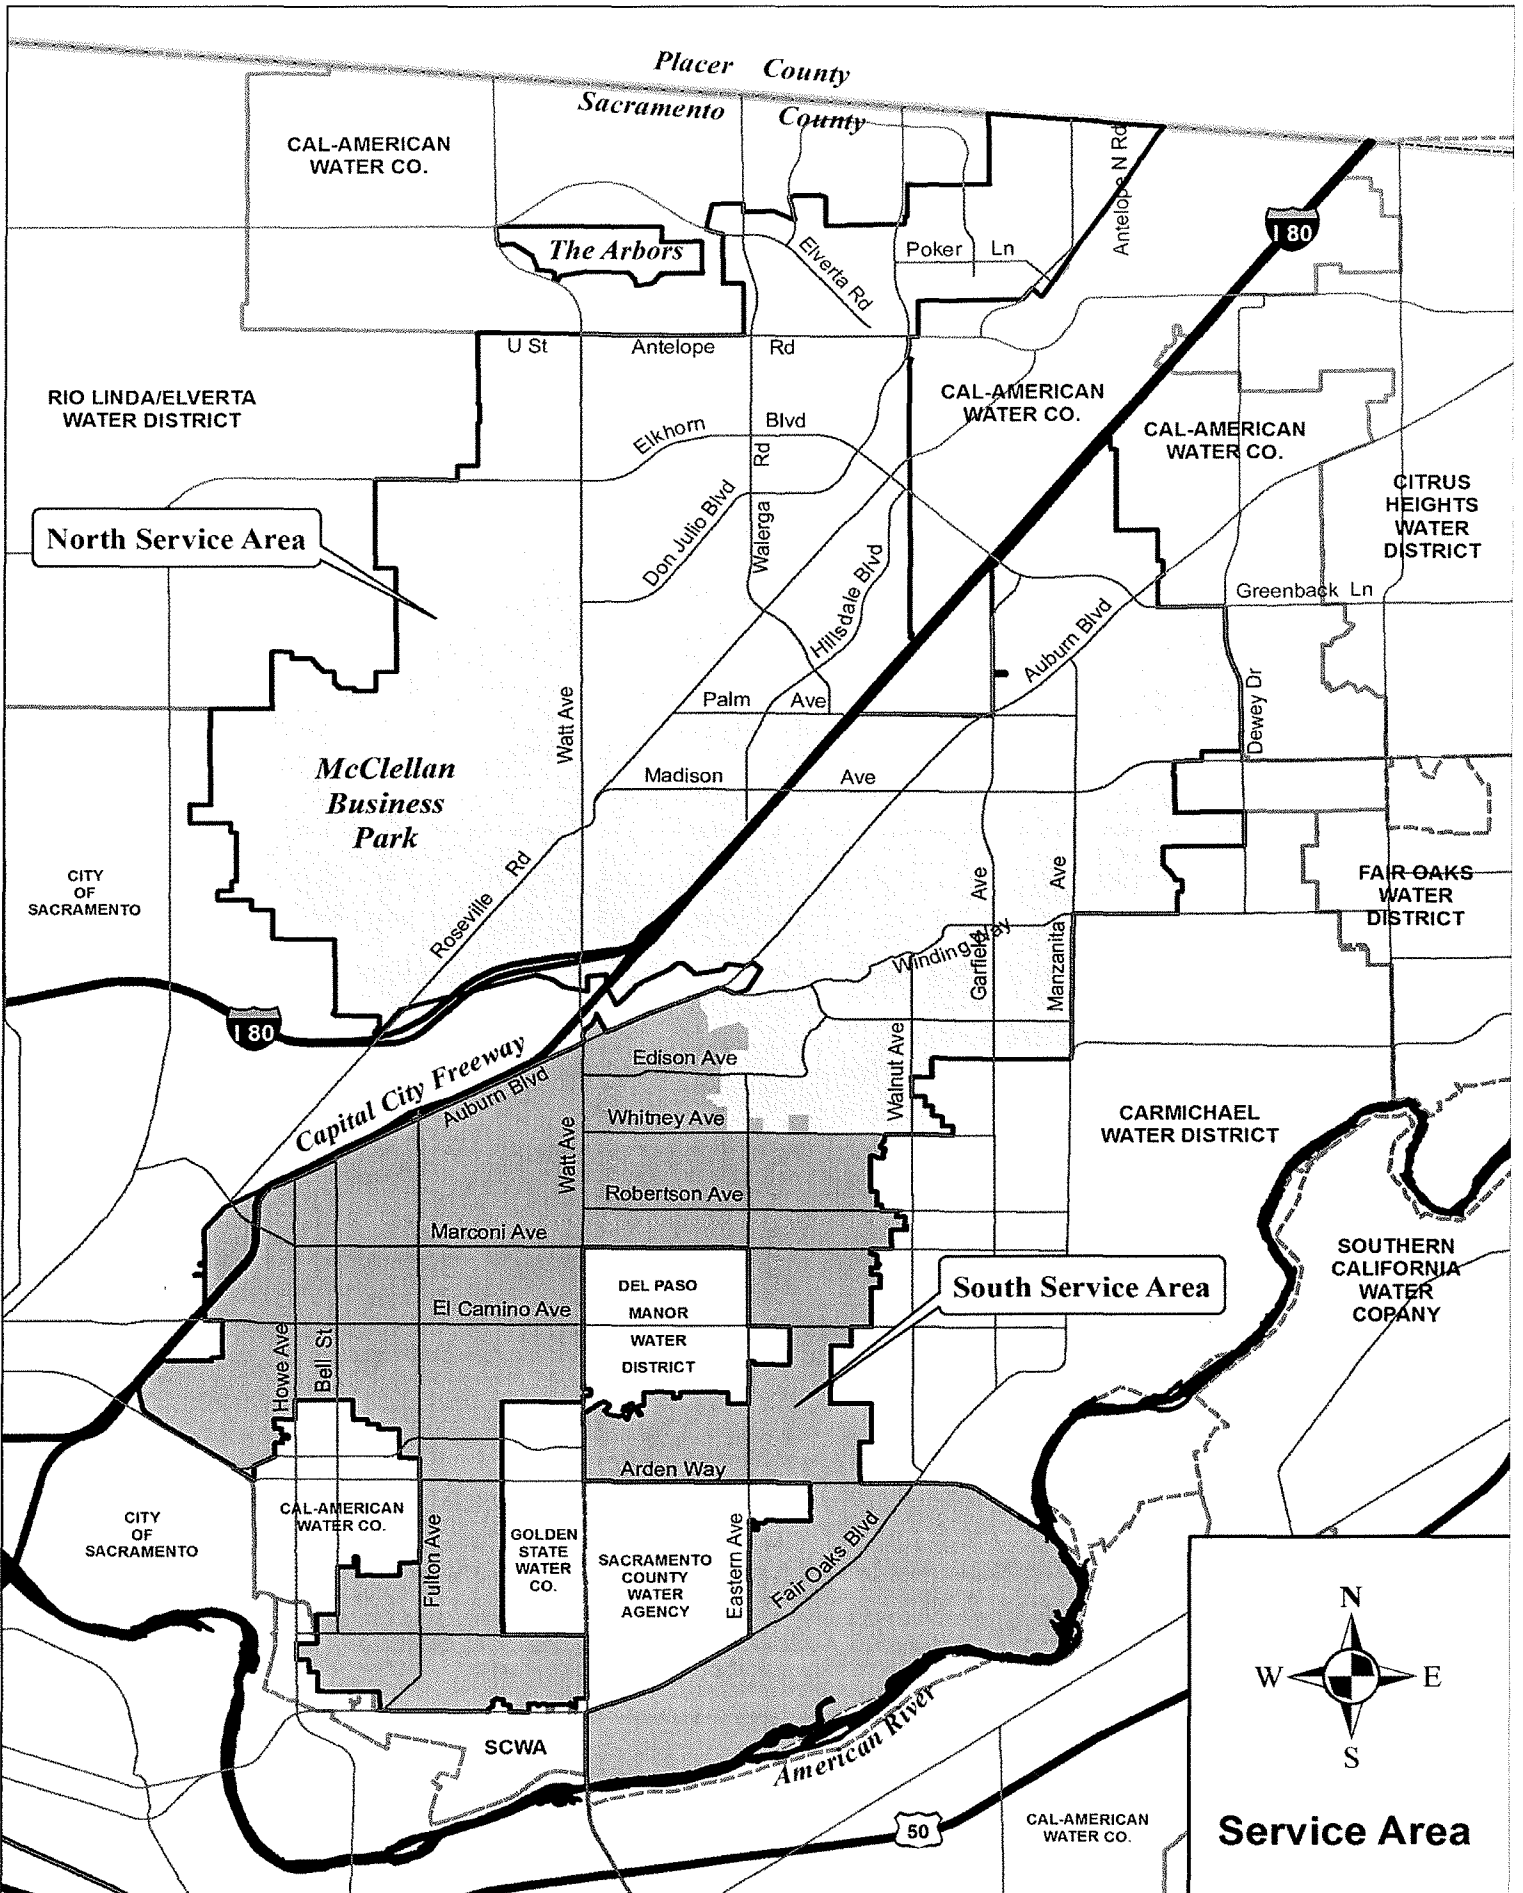 Placer County
Sacramento County
CAL-AMERICAN
WATER CO.
Antelope N Rd
I 80
The Arbors
Elverta Rd
Poker Ln
U St
Antelope Rd
RIO LINDA/ELVERTA
WATER DISTRICT
CAL-AMERICAN
WATER CO.
CAL-AMERICAN
WATER CO.
Elkhorn Blvd
Walerga Rd
Don Julio Blvd
CITRUS
HEIGHTS
WATER
DISTRICT
North Service Area
Hillsdale Blvd
Greenback Ln
Auburn Blvd
Palm Ave
Watt Ave
Dewey Dr
McClellan
Business
Park
Madison Ave
Roseville Rd
CITY
OF
SACRAMENTO
Garfield Ave
Manzanita Ave
FAIR OAKS
WATER
DISTRICT
Winding Way
I 80
Capital City Freeway
Auburn Blvd
Edison Ave
Walnut Ave
Whitney Ave
CARMICHAEL
WATER DISTRICT
Watt Ave
Robertson Ave
Marconi Ave
SOUTHERN
CALIFORNIA
WATER
COPANY
South Service Area
DEL PASO
MANOR
WATER
DISTRICT
El Camino Ave
Howe Ave
Bell St
Arden Way
CITY
OF
SACRAMENTO
CAL-AMERICAN
WATER CO.
Fulton Ave
GOLDEN
STATE
WATER
CO.
SACRAMENTO
COUNTY
WATER
AGENCY
Eastern Ave
Fair Oaks Blvd
American River
SCWA
50
CAL-AMERICAN
WATER CO.
N
W E
S
Service Area